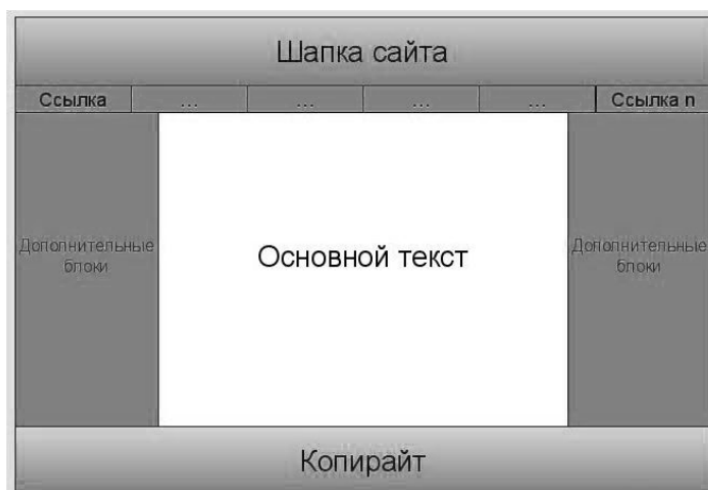 Шапка сайта
Ссылка ... ... ... ... Ссылка n
Дополнительные
блоки
Основной текст
Дополнительные
блоки
Копирайт